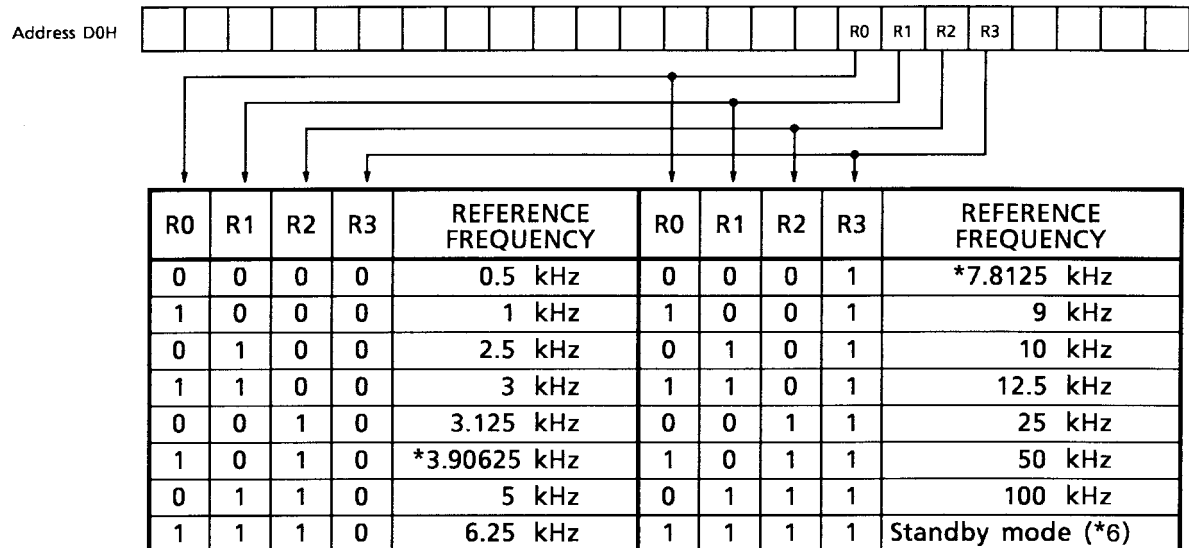 Address D0H R0 R1 R2 R3
R0 R1 R2 R3 REFERENCE FREQUENCY R0 R1 R2 R3 REFERENCE FREQUENCY
0 0 0 0 0.5 kHz 0 0 0 1 *7.8125 kHz
1 0 0 0 1 kHz 1 0 0 1 9 kHz
0 1 0 0 2.5 kHz 0 1 0 1 10 kHz
1 1 0 0 3 kHz 1 1 0 1 12.5 kHz
0 0 1 0 3.125 kHz 0 0 1 1 25 kHz
1 0 1 0 *3.90625 kHz 1 0 1 1 50 kHz
0 1 1 0 5 kHz 0 1 1 1 100 kHz
1 1 1 0 6.25 kHz 1 1 1 1 Standby mode (*6)